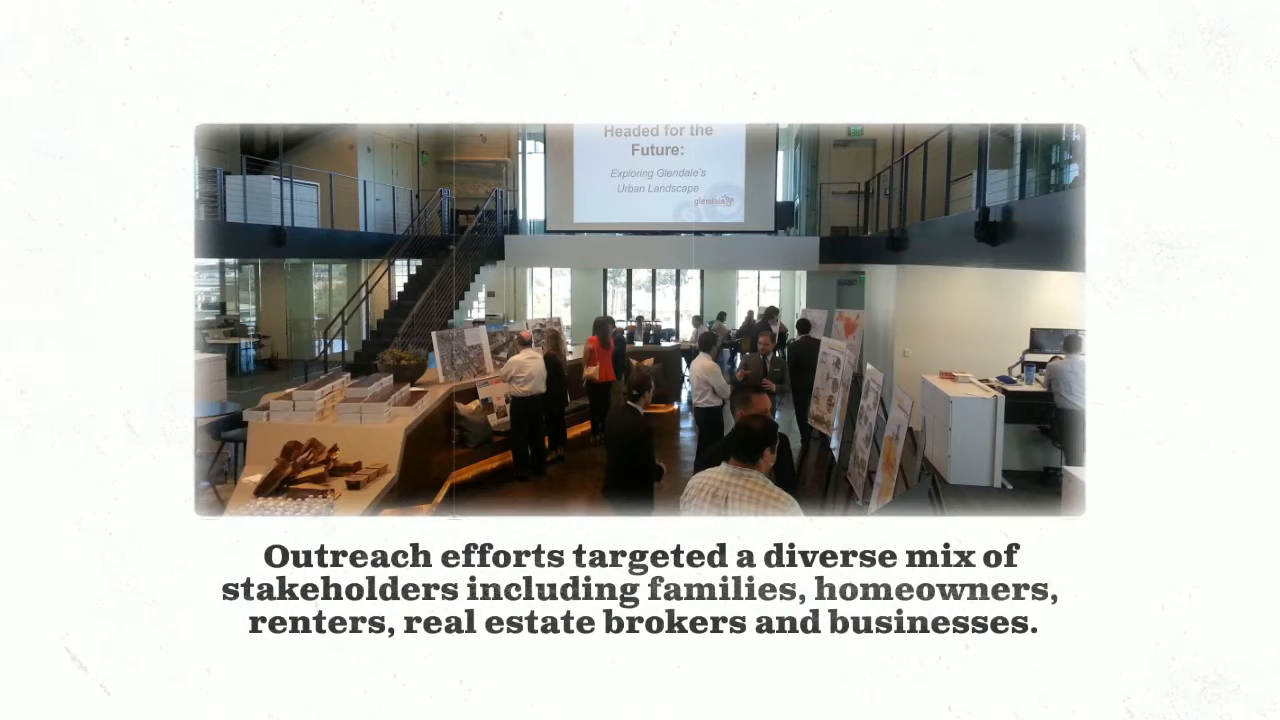 Headed for the
Future:
Exploring Glendale's
Urban Landscape
glendale
Outreach efforts targeted a diverse mix of
stakeholders including families, homeowners,
renters, real estate brokers and businesses.